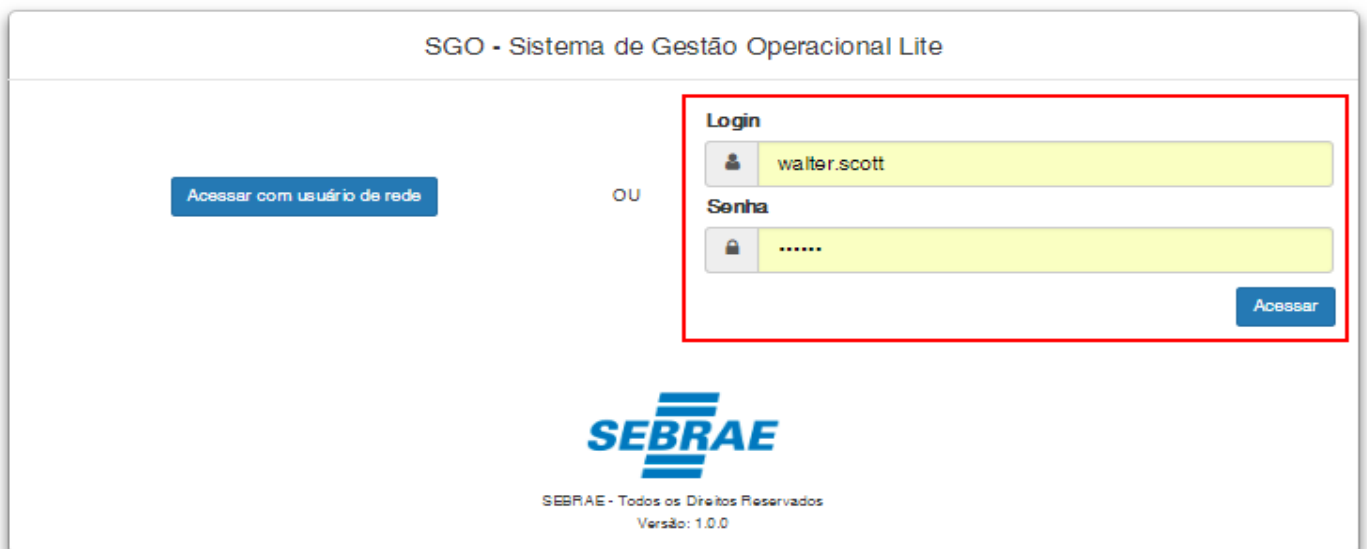 SGO - Sistema de Gestão Operacional Lite
Acessar com usuário de rede
OU
Login
walter.scott
Senha
••••••
Acessar
SEBRAE
SEBRAE - Todos os Direitos Reservados
Versão: 1.0.0